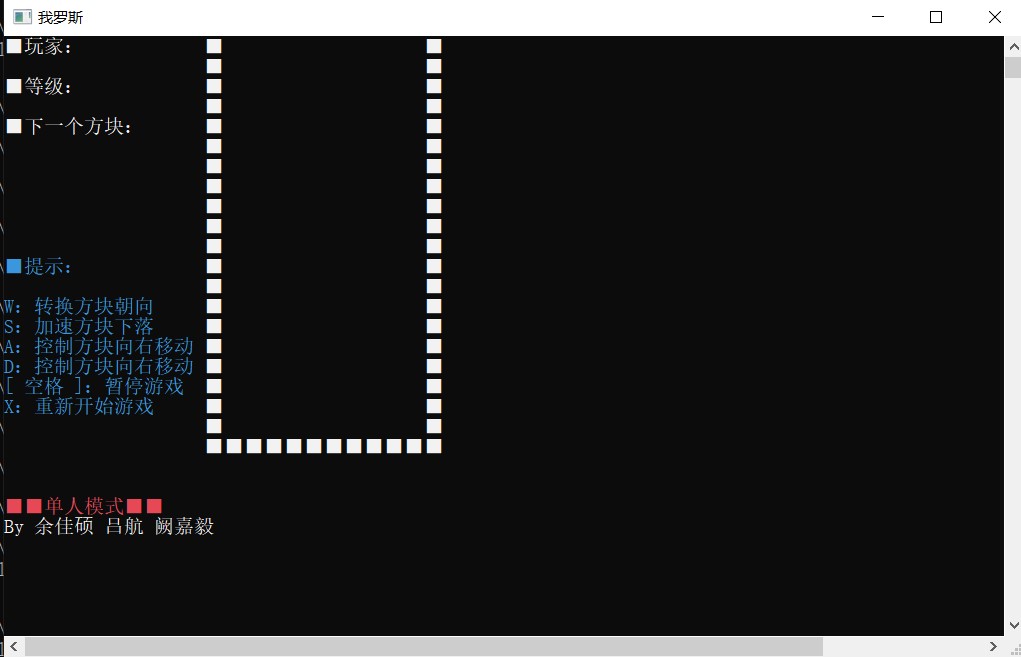 我罗斯
■玩家:
■等级:
■下一个方块:
■提示:
W: 转换方块朝向
S: 加速方块下落
A: 控制方块向右移动
D: 控制方块向右移动
[ 空格 ]: 暂停游戏
X: 重新开始游戏
■■单人模式■■
By 余佳硕 吕航 阙嘉毅